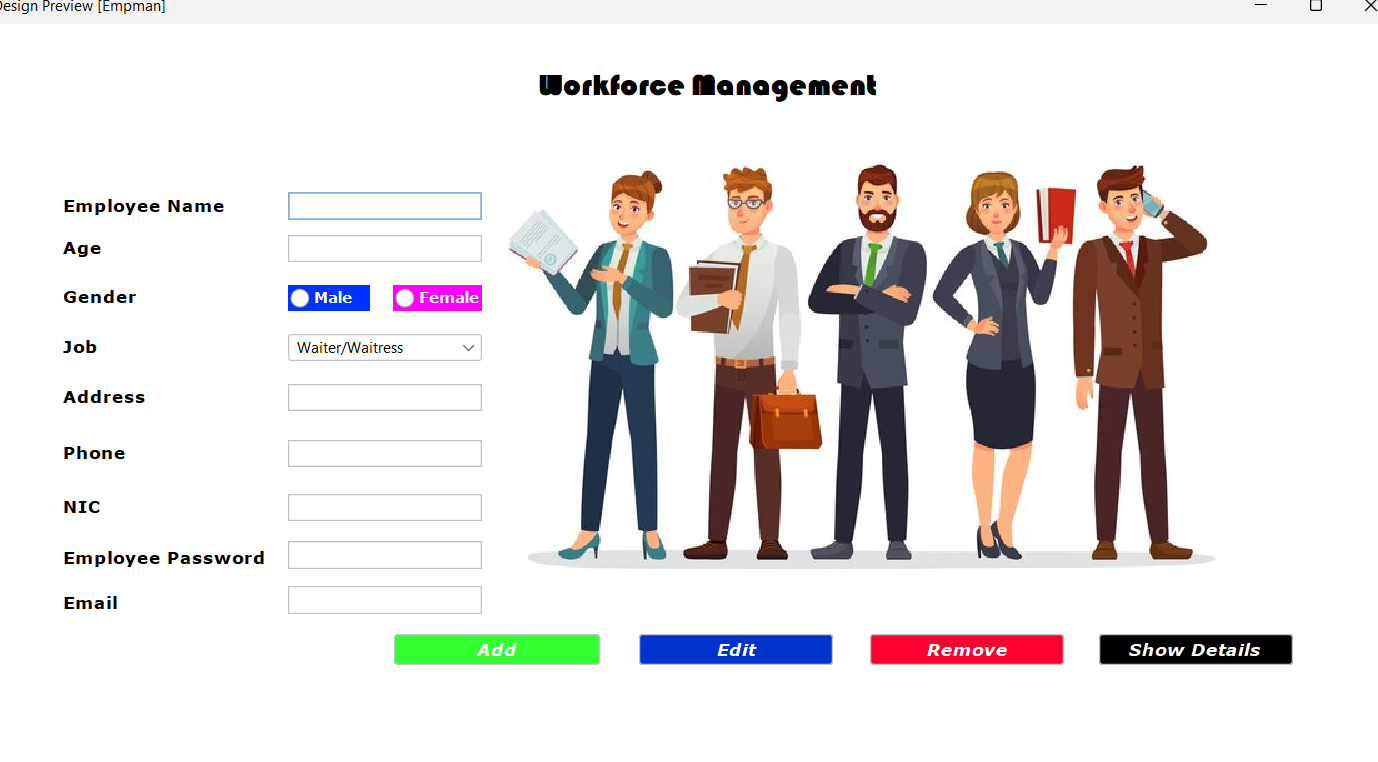 Design Preview [Empman]
Workforce Management
Employee Name
Age
Gender Male Female
Job Waiter/Waitress
Address
Phone
NIC
Employee Password
Email
Add Edit Remove Show Details